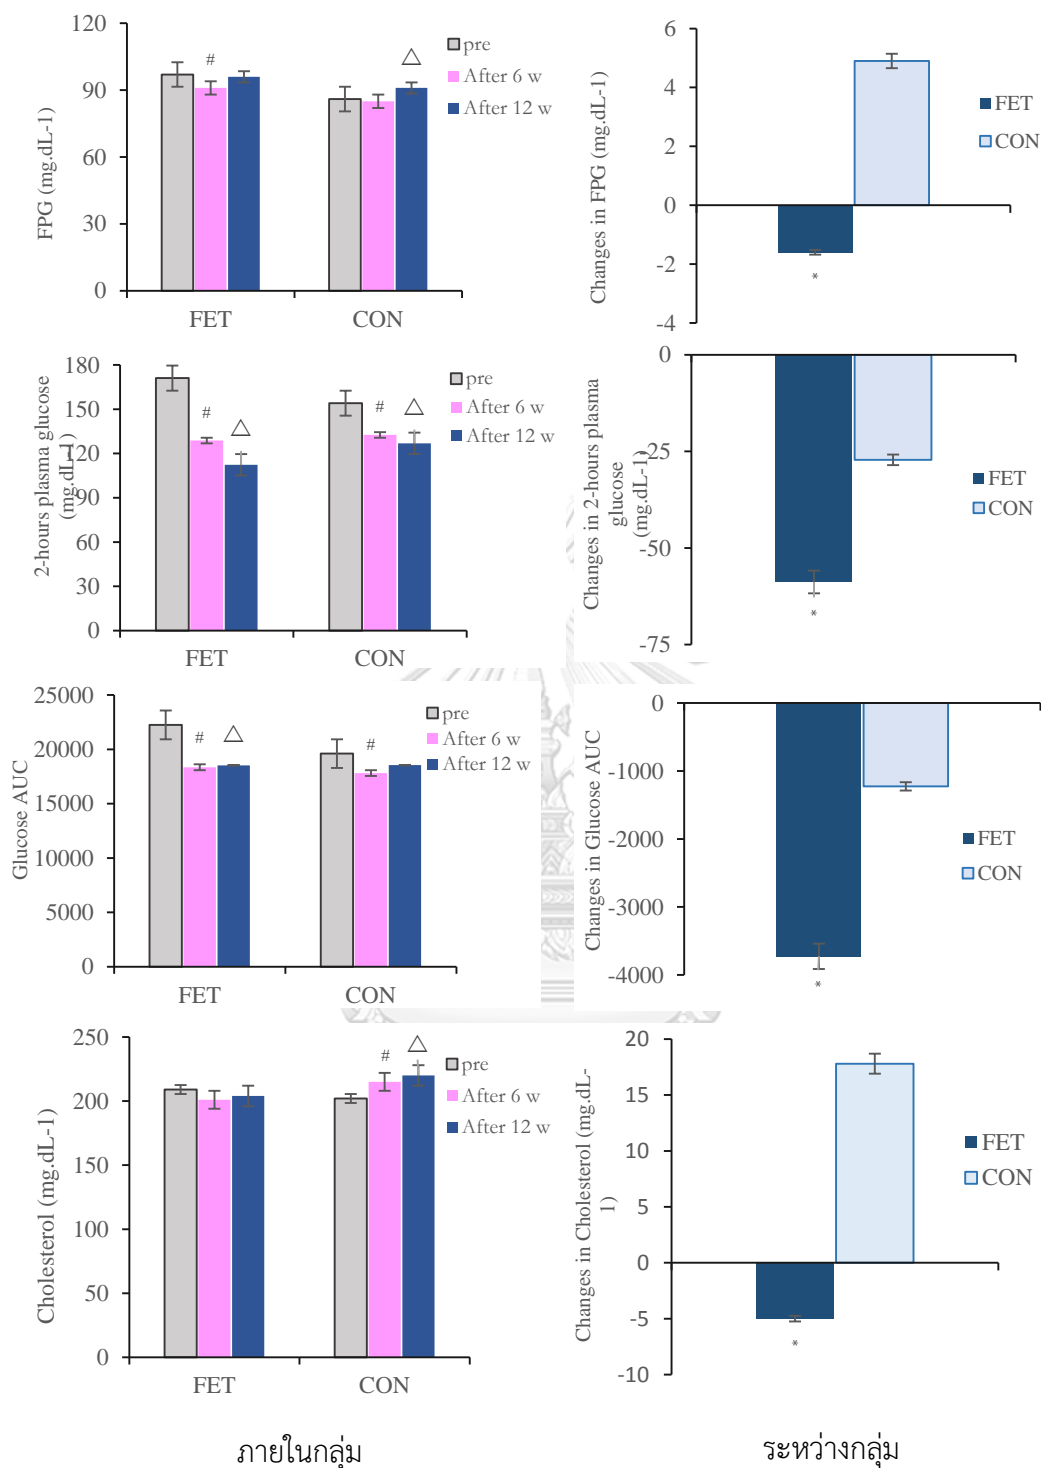 FPG (mg.dL-1)
120
90
60
30
0
#
△
pre
After 6 w
After 12 w
FET
CON
Changes in FPG (mg.dL-1)
6
4
2
0
-2
-4
*
FET
CON
2-hours plasma glucose
(mg.dL-1)
180
150
120
90
60
30
0
#
△
#
△
pre
After 6 w
After 12 w
FET
CON
Changes in 2-hours plasma
glucose
(mg.dL-1)
0
-25
-50
-75
*
FET
CON
Glucose AUC
25000
20000
15000
10000
5000
0
#
△
#
pre
After 6 w
After 12 w
FET
CON
Changes in Glucose AUC
0
-1000
-2000
-3000
-4000
*
FET
CON
Cholesterol (mg.dL-1)
250
200
150
100
50
0
#
△
pre
After 6 w
After 12 w
FET
CON
Changes in Cholesterol (mg.dL-
1)
20
15
10
5
0
-5
-10
*
FET
CON
ภายในกลุ่ม
ระหว่างกลุ่ม